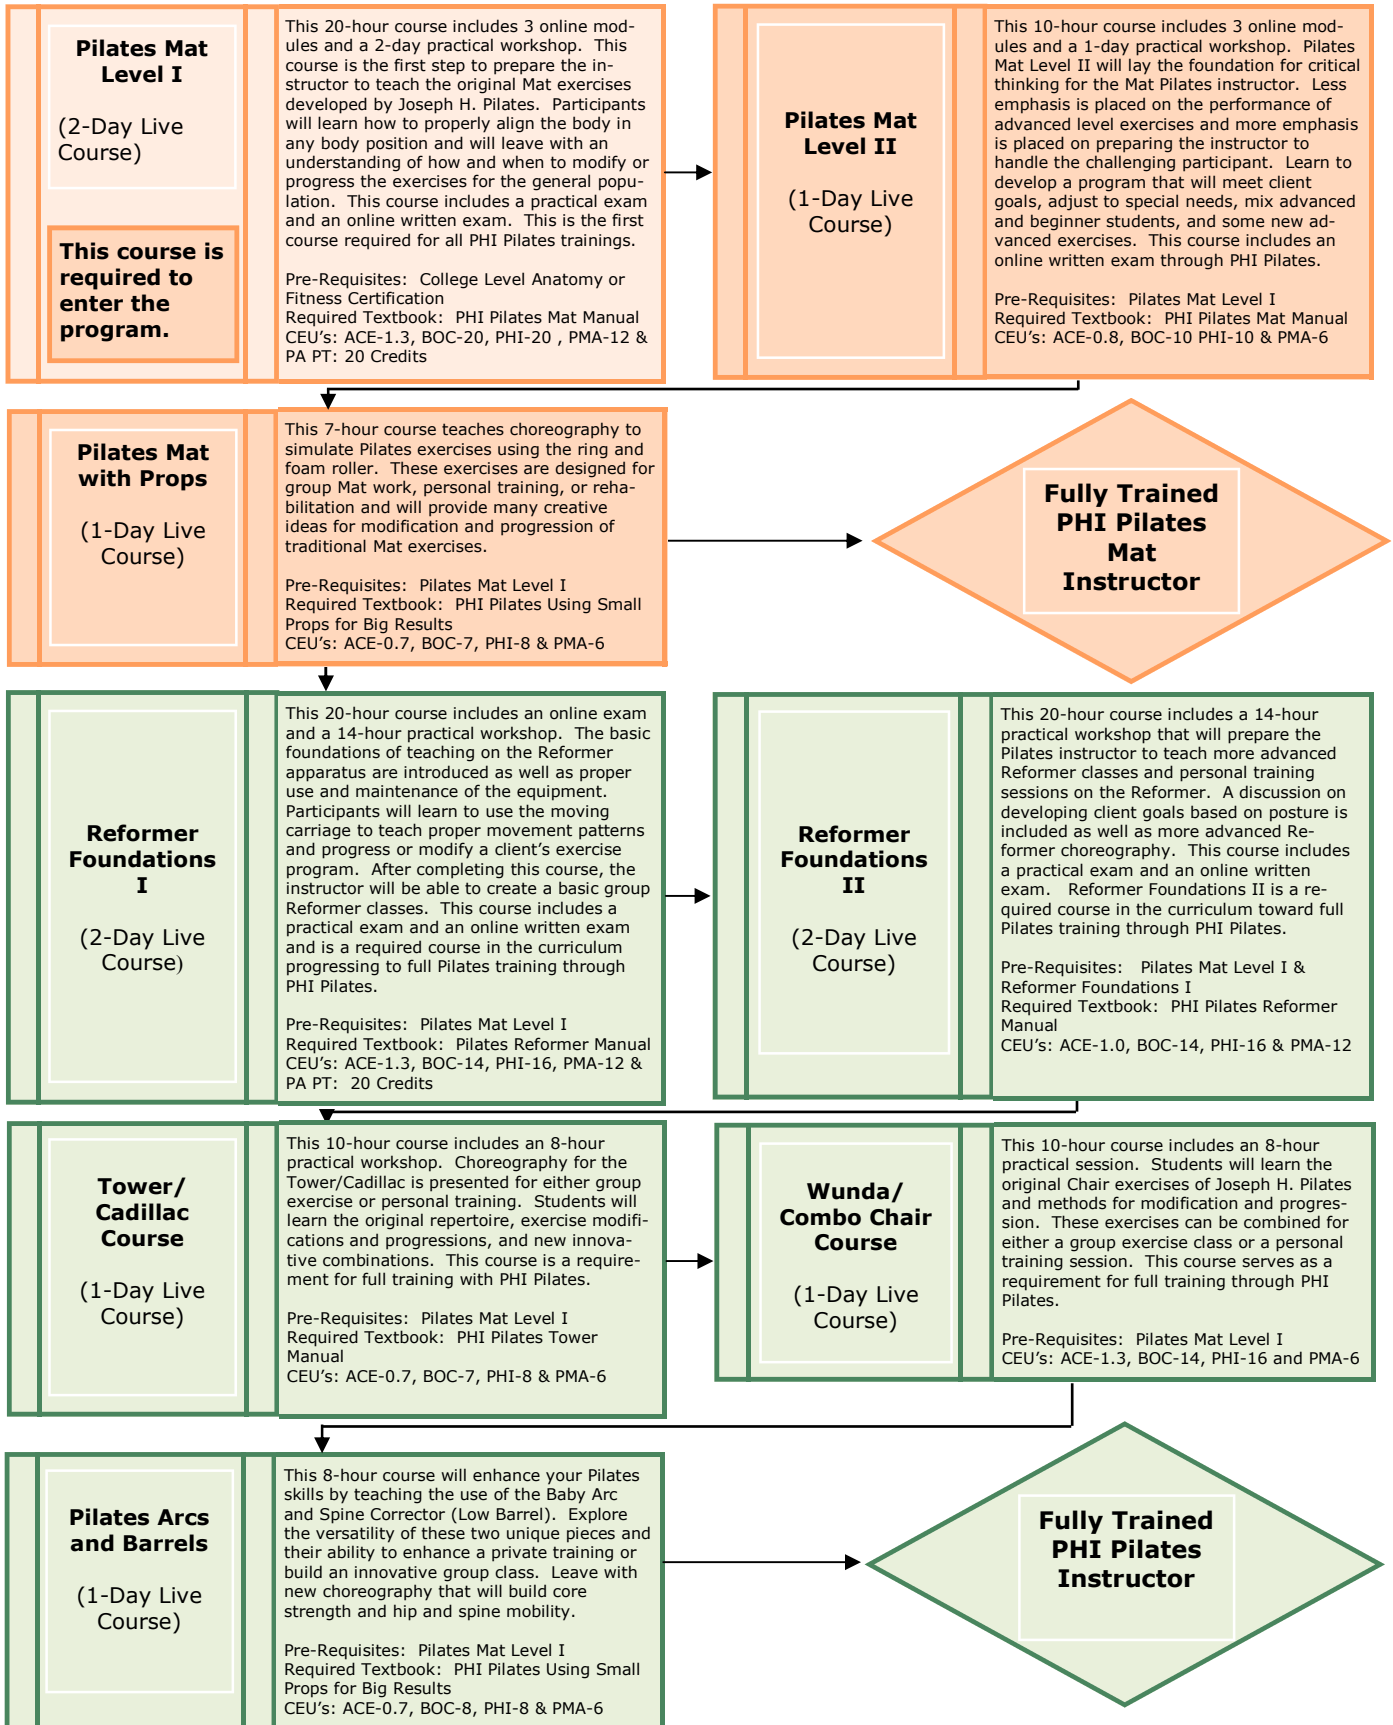 Pilates Mat
Level I
(2-Day Live
Course)
This course is
required to
enter the
program.
This 20-hour course includes 3 online mod-
ules and a 2-day practical workshop.  This
course is the first step to prepare the in-
structor to teach the original Mat exercises
developed by Joseph H. Pilates.  Participants
will learn how to properly align the body in
any body position and will leave with an
understanding of how and when to modify or
progress the exercises for the general popu-
lation.  This course includes a practical exam
and an online written exam.  This is the first
course required for all PHI Pilates trainings.
Pre-Requisites:  College Level Anatomy or
Fitness Certification
Required Textbook:  PHI Pilates Mat Manual
CEU’s: ACE-1.3, BOC-20, PHI-20 , PMA-12 &
PA PT: 20 Credits
Pilates Mat
Level II
(1-Day Live
Course)
This 10-hour course includes 3 online mod-
ules and a 1-day practical workshop.  Pilates
Mat Level II will lay the foundation for critical
thinking for the Mat Pilates instructor.  Less
emphasis is placed on the performance of
advanced level exercises and more emphasis
is placed on preparing the instructor to
handle the challenging participant.  Learn to
develop a program that will meet client
goals, adjust to special needs, mix advanced
and beginner students, and some new ad-
vanced exercises.  This course includes an
online written exam through PHI Pilates.
Pre-Requisites:  Pilates Mat Level I
Required Textbook:  PHI Pilates Mat Manual
CEU’s: ACE-0.8, BOC-10 PHI-10 & PMA-6
Pilates Mat
with Props
(1-Day Live
Course)
This 7-hour course teaches choreography to
simulate Pilates exercises using the ring and
foam roller.  These exercises are designed for
group Mat work, personal training, or reha-
bilitation and will provide many creative
ideas for modification and progression of
traditional Mat exercises.
Pre-Requisites:  Pilates Mat Level I
Required Textbook:  PHI Pilates Using Small
Props for Big Results
CEU’s: ACE-0.7, BOC-7, PHI-8 & PMA-6
Fully Trained
PHI Pilates
Mat
Instructor
Reformer
Foundations
I
(2-Day Live
Course)
This 20-hour course includes an online exam
and a 14-hour practical workshop.  The basic
foundations of teaching on the Reformer
apparatus are introduced as well as proper
use and maintenance of the equipment.
Participants will learn to use the moving
carriage to teach proper movement patterns
and progress or modify a client’s exercise
program.  After completing this course, the
instructor will be able to create a basic group
Reformer classes.  This course includes a
practical exam and an online written exam
and is a required course in the curriculum
progressing to full Pilates training through
PHI Pilates.
Pre-Requisites:  Pilates Mat Level I
Required Textbook:  Pilates Reformer Manual
CEU’s: ACE-1.3, BOC-14, PHI-16, PMA-12 &
PA PT:  20 Credits
Reformer
Foundations
II
(2-Day Live
Course)
This 20-hour course includes a 14-hour
practical workshop that will prepare the
Pilates instructor to teach more advanced
Reformer classes and personal training
sessions on the Reformer.  A discussion on
developing client goals based on posture is
included as well as more advanced Re-
former choreography.  This course includes
a practical exam and an online written
exam.   Reformer Foundations II is a re-
quired course in the curriculum toward full
Pilates training through PHI Pilates.
Pre-Requisites:   Pilates Mat Level I &
Reformer Foundations I
Required Textbook:  PHI Pilates Reformer
Manual
CEU’s: ACE-1.0, BOC-14, PHI-16 & PMA-12
Tower/
Cadillac
Course
(1-Day Live
Course)
This 10-hour course includes an 8-hour
practical workshop.  Choreography for the
Tower/Cadillac is presented for either group
exercise or personal training.  Students will
learn the original repertoire, exercise modifi-
cations and progressions, and new innova-
tive combinations.  This course is a require-
ment for full training with PHI Pilates.
Pre-Requisites:  Pilates Mat Level I
Required Textbook:  PHI Pilates Tower
Manual
CEU’s: ACE-0.7, BOC-7, PHI-8 & PMA-6
Wunda/
Combo Chair
Course
(1-Day Live
Course)
This 10-hour course includes an 8-hour
practical session.  Students will learn the
original Chair exercises of Joseph H. Pilates
and methods for modification and progres-
sion.  These exercises can be combined for
either a group exercise class or a personal
training session.  This course serves as a
requirement for full training through PHI
Pilates.
Pre-Requisites:  Pilates Mat Level I
CEU’s: ACE-1.3, BOC-14, PHI-16 and PMA-6
Pilates Arcs
and Barrels
(1-Day Live
Course)
This 8-hour course will enhance your Pilates
skills by teaching the use of the Baby Arc
and Spine Corrector (Low Barrel).  Explore
the versatility of these two unique pieces and
their ability to enhance a private training or
build an innovative group class.  Leave with
new choreography that will build core
strength and hip and spine mobility.
Pre-Requisites:  Pilates Mat Level I
Required Textbook:  PHI Pilates Using Small
Props for Big Results
CEU’s: ACE-0.7, BOC-8, PHI-8 & PMA-6
Fully Trained
PHI Pilates
Instructor